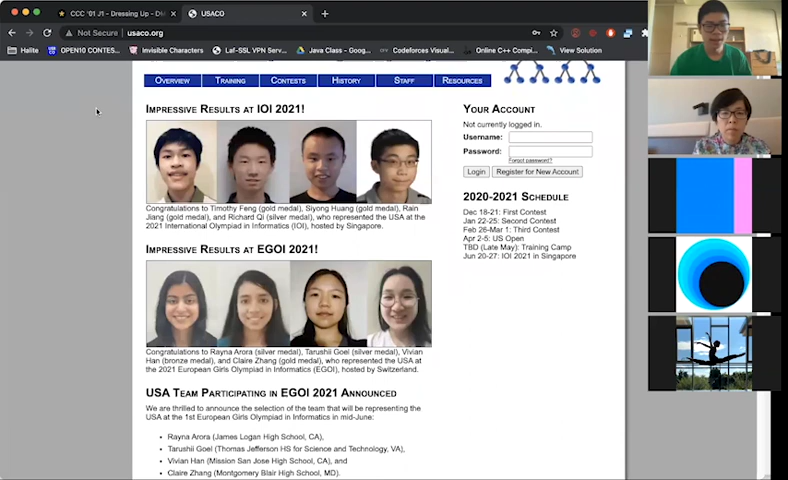 CCC '01 J1 - Dressing Up - DM
USACO
Not Secure
usaco.org
Halite
OPEN10 CONTES...
Invisible Characters
Laf-SSL VPN Serv...
Java Class - Goog...
Codeforces Visual...
Online C++ Compi...
View Solution
OVERVIEW
TRAINING
CONTESTS
HISTORY
STAFF
RESOURCES
IMPRESSIVE RESULTS AT IOI 2021!
Congratulations to Timothy Feng (gold medal), Siyong Huang (gold medal), Rain
Jiang (gold medal), and Richard Qi (silver medal), who represented the USA at the
2021 International Olympiad in Informatics (IOI), hosted by Singapore.
IMPRESSIVE RESULTS AT EGOI 2021!
Congratulations to Rayna Arora (silver medal), Tarushii Goel (silver medal), Vivian
Han (bronze medal), and Claire Zhang (gold medal), who represented the USA at
the 2021 European Girls Olympiad in Informatics (EGOI), hosted by Switzerland.
USA TEAM PARTICIPATING IN EGOI 2021 ANNOUNCED
We are thrilled to announce the selection of the team that will be representing the
USA at the 1st European Girls Olympiad in Informatics in mid-June:
• Rayna Arora (James Logan High School, CA),
• Tarushii Goel (Thomas Jefferson HS for Science and Technology, VA),
• Vivian Han (Mission San Jose High School, CA), and
• Claire Zhang (Montgomery Blair High School, MD).
YOUR ACCOUNT
Not currently logged in.
Username:
Password:
Forgot password?
Login
Register for New Account
2020-2021 SCHEDULE
Dec 18-21: First Contest
Jan 22-25: Second Contest
Feb 26-Mar 1: Third Contest
Apr 2-5: US Open
TBD (Late May): Training Camp
Jun 20-27: IOI 2021 in Singapore